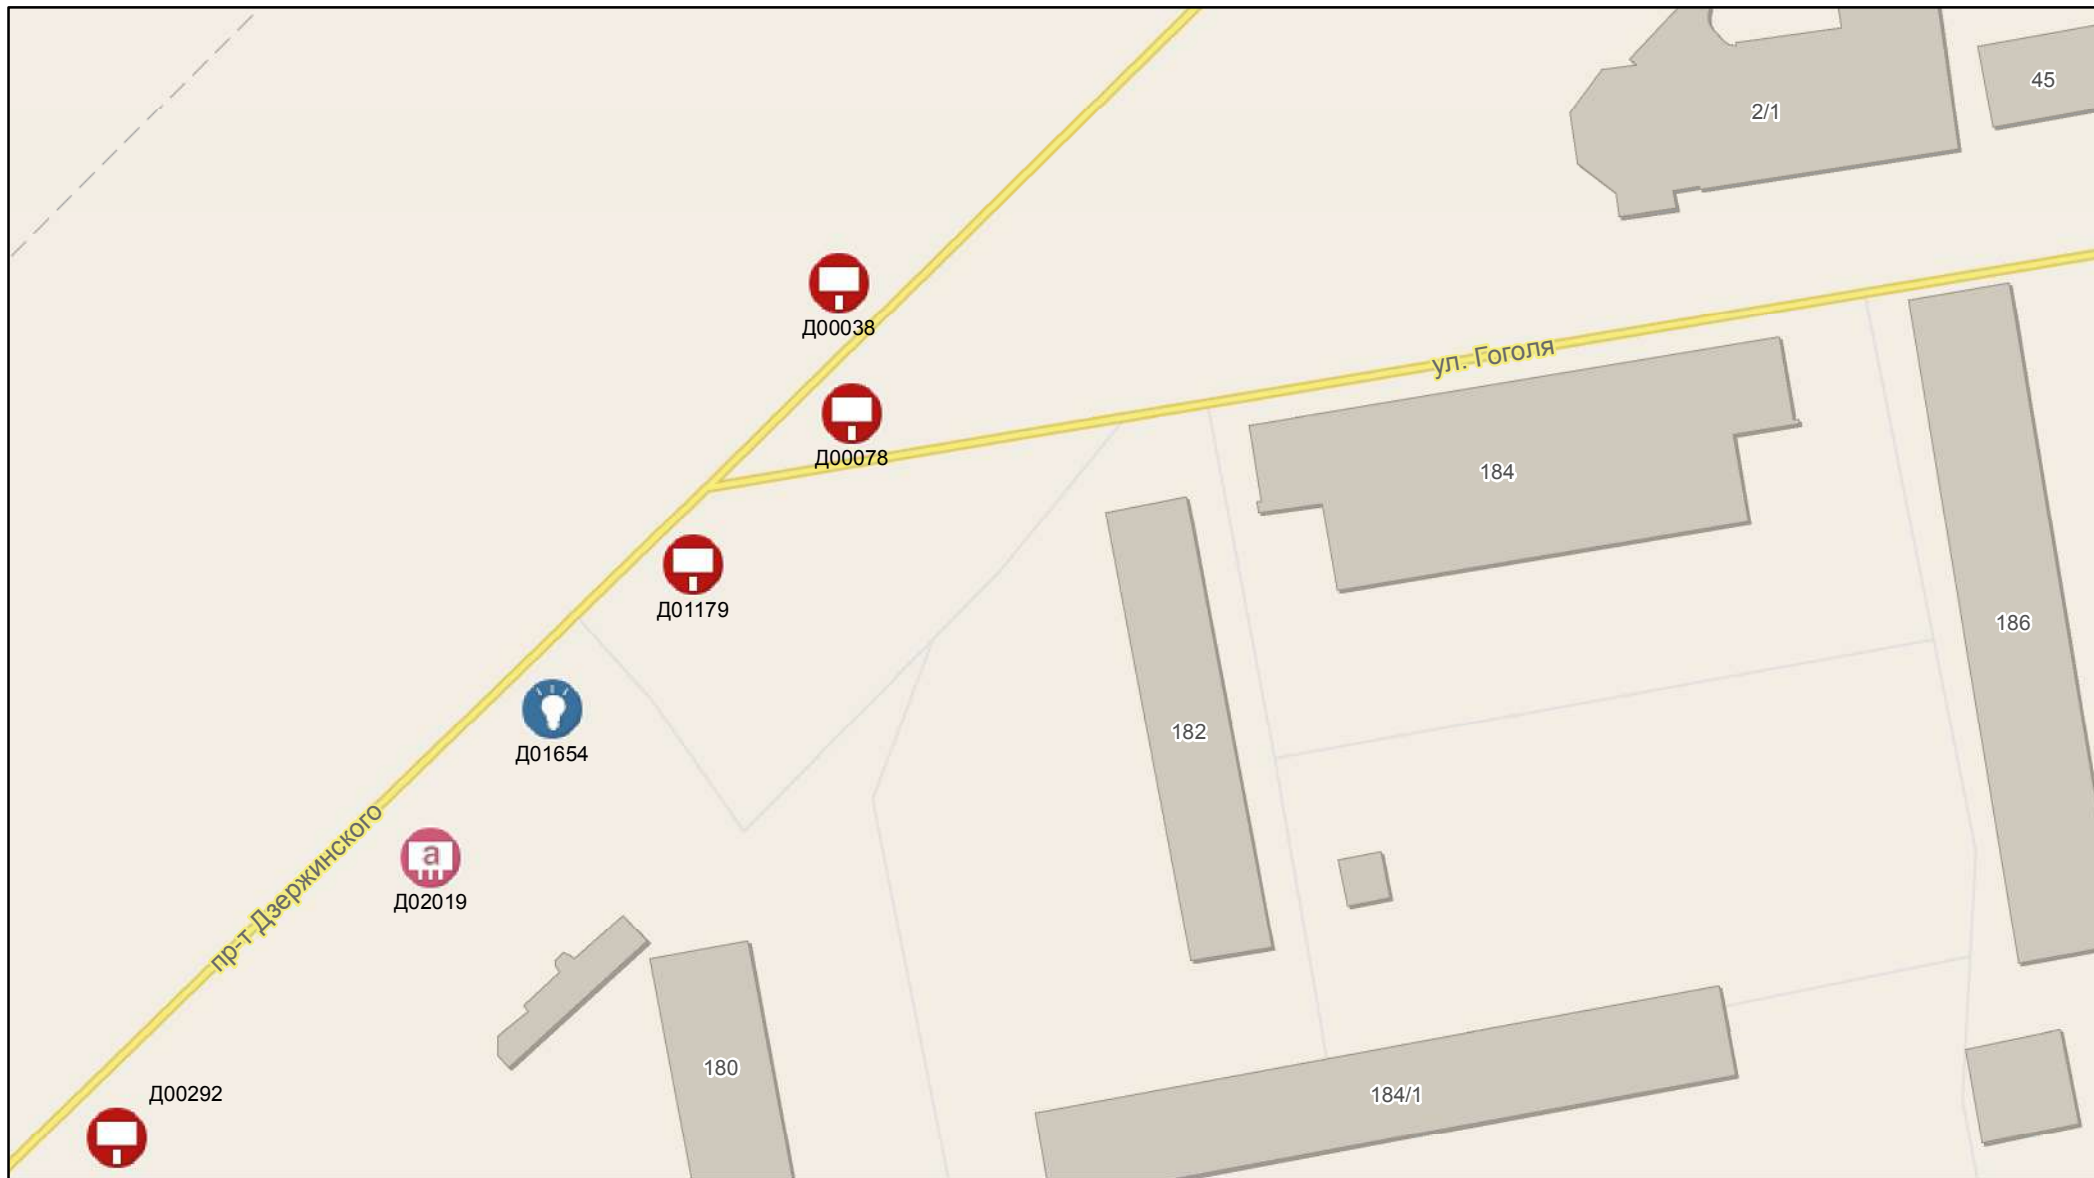 45
2/1
Д00038
ул. Гоголя
Д00078
184
Д01179
186
182
Д01654
пр-т Дзержинского
а
Д02019
180
Д00292
184/1